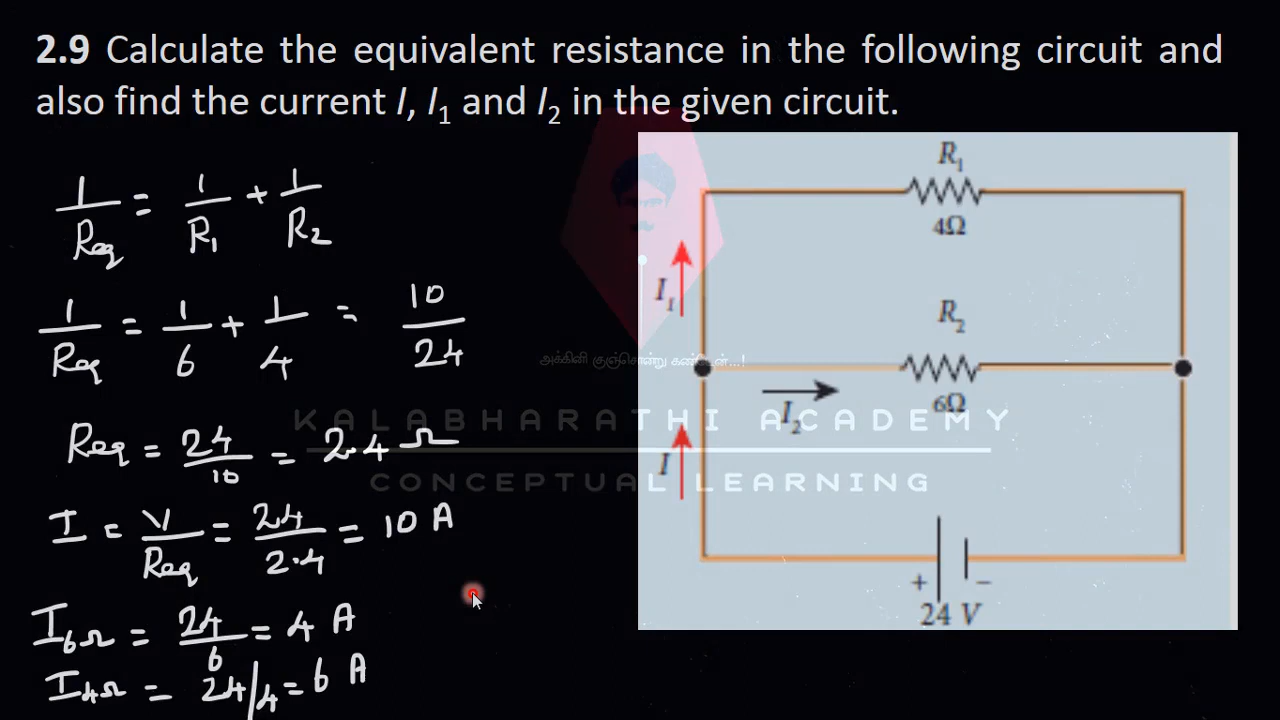 2.9 Calculate the equivalent resistance in the following circuit and
also find the current I, I₁ and I₂ in the given circuit.
1/Req = 1/R₁ + 1/R₂
1/Req = 1/6 + 1/4 = 10/24
Req = 24/10 = 2.4 Ω
I = V/Req = 24/2.4 = 10 A
I6Ω = 24/6 = 4 A
I4Ω = 24/4 = 6 A
R₁
4Ω
I₁
R₂
6Ω
I₂
I
+ −
24 V
அக்கினி குஞ்சொன்று கண்டேன்...!
KALABHARATHI ACADEMY
CONCEPTUAL LEARNING